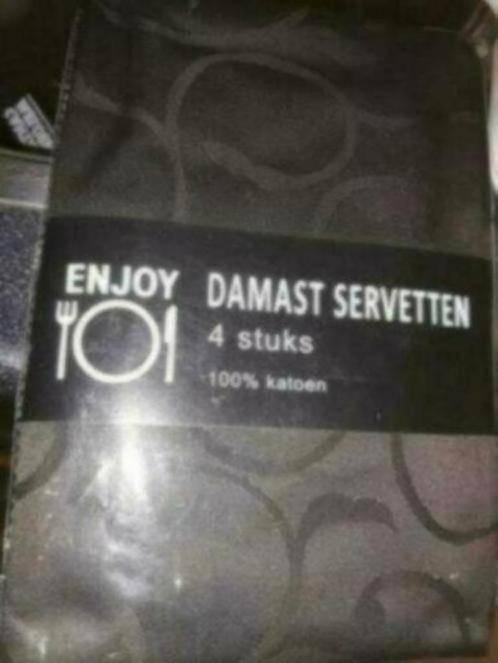 ENJOY
DAMAST SERVETTEN
4 stuks
100% katoen